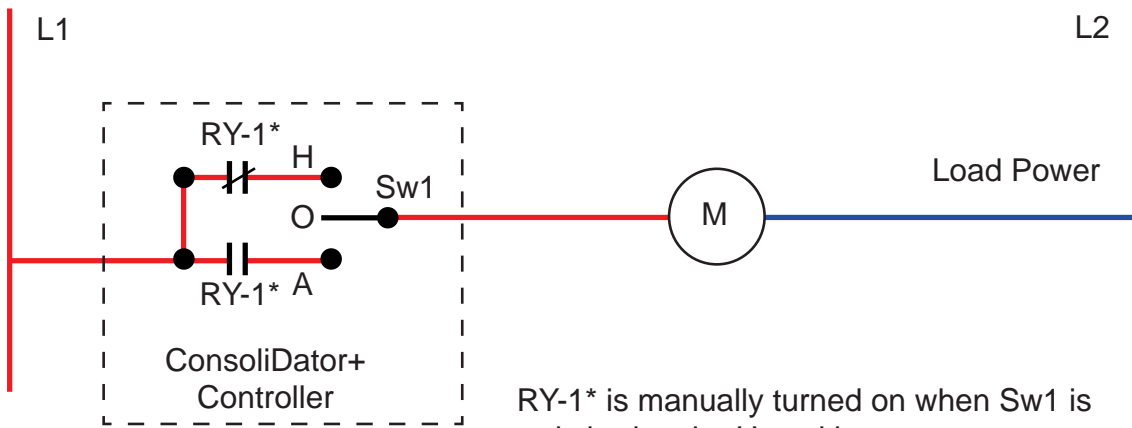 L1
L2
RY-1*
H
Sw1
Load Power
O
M
RY-1* A
ConsoliDator+
Controller
RY-1* is manually turned on when Sw1 is